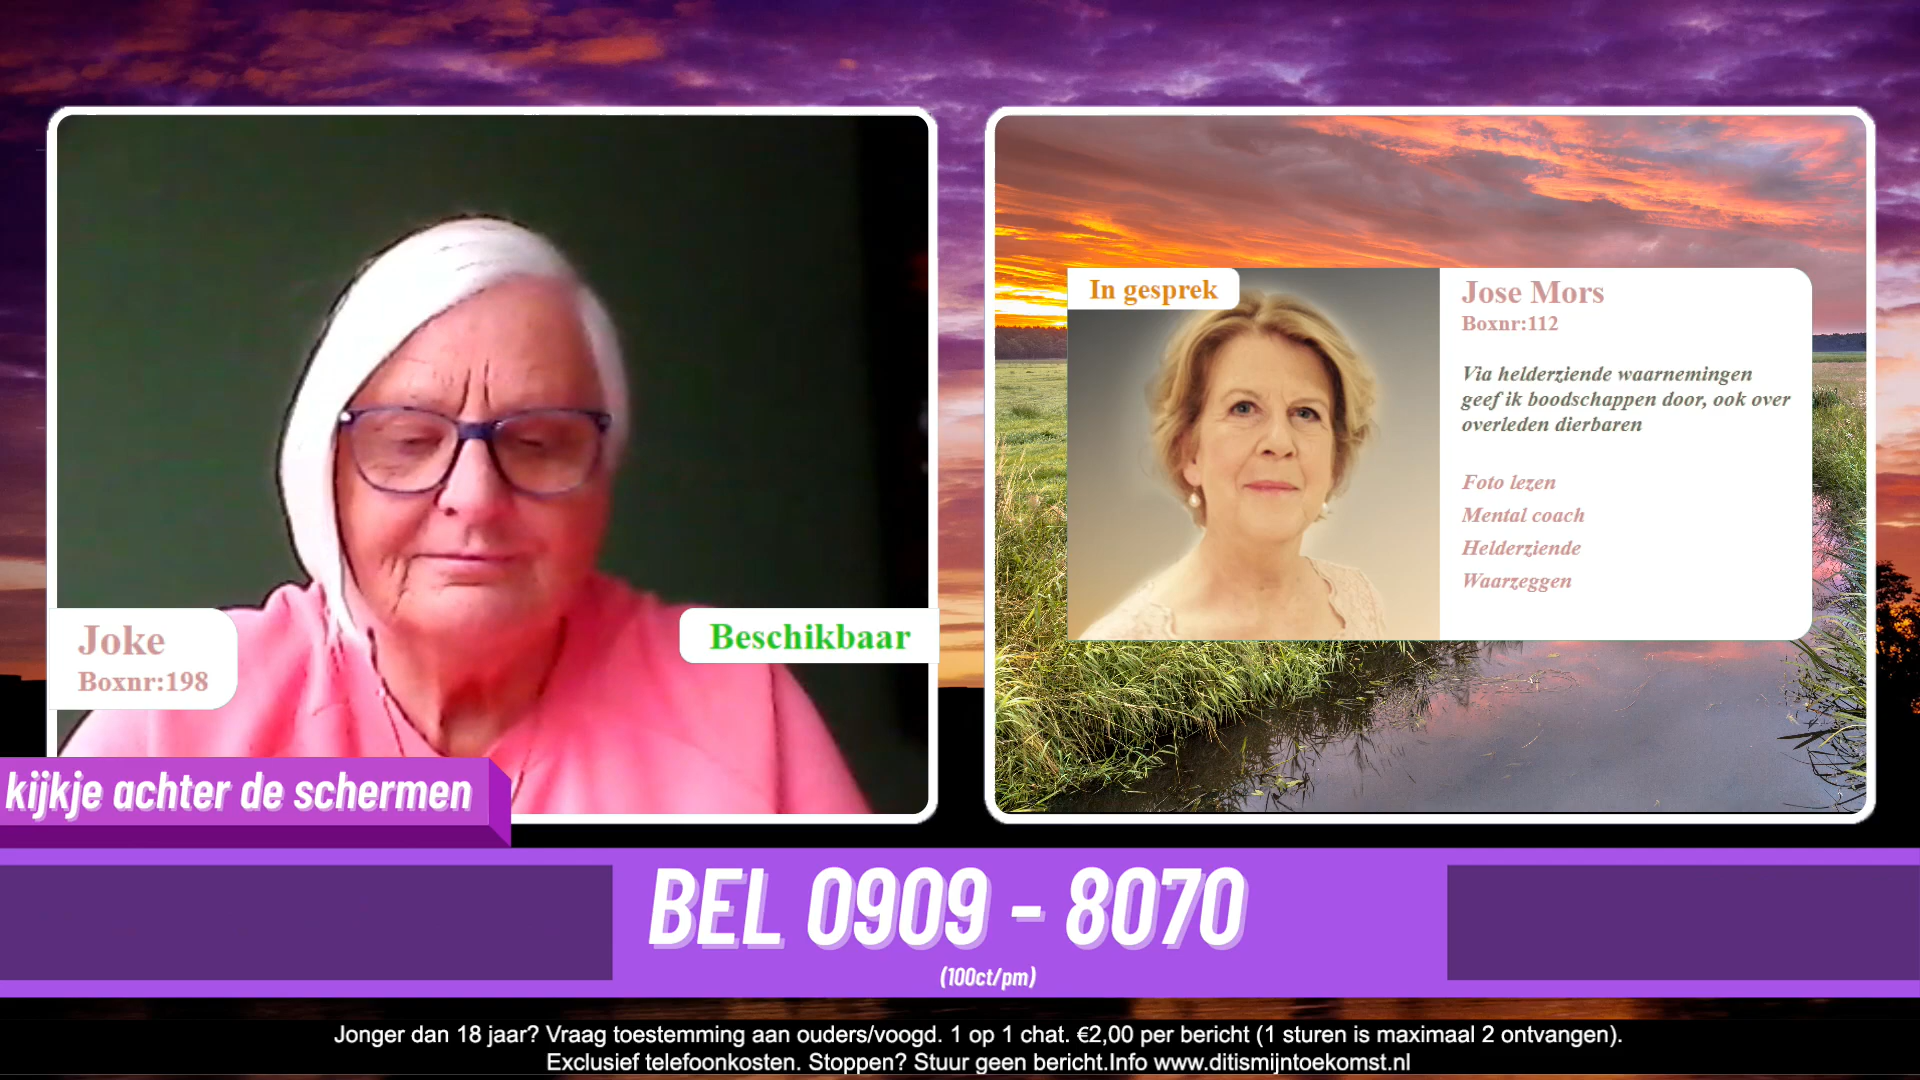 Joke
Boxnr:198
Beschikbaar
In gesprek
Jose Mors
Boxnr:112
Via helderziende waarnemingen
geef ik boodschappen door, ook over
overleden dierbaren
Foto lezen
Mental coach
Helderziende
Waarzeggen
kijkje achter de schermen
BEL 0909 - 8070
(100ct/pm)
Jonger dan 18 jaar? Vraag toestemming aan ouders/voogd. 1 op 1 chat. €2,00 per bericht (1 sturen is maximaal 2 ontvangen).
Exclusief telefoonkosten. Stoppen? Stuur geen bericht.Info www.ditismijntoekomst.nl